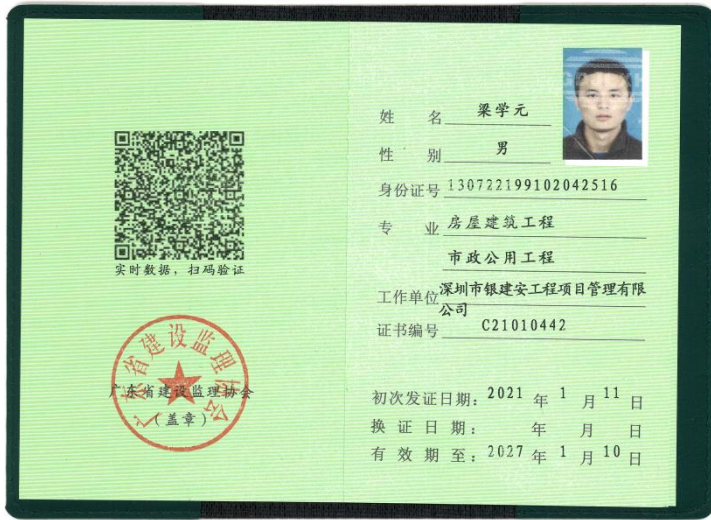 实时数据，扫码验证
广东省建设监理协会
广东省建设监理协会
（盖章）
姓 名 梁学元
性 别 男
身份证号 130722199102042516
专 业 房屋建筑工程
市政公用工程
工作单位 深圳市银建安工程项目管理有限
公司
证书编号 C21010442
初次发证日期：2021 年 1 月 11 日
换 证 日 期： 年 月 日
有 效 期 至：2027 年 1 月 10 日